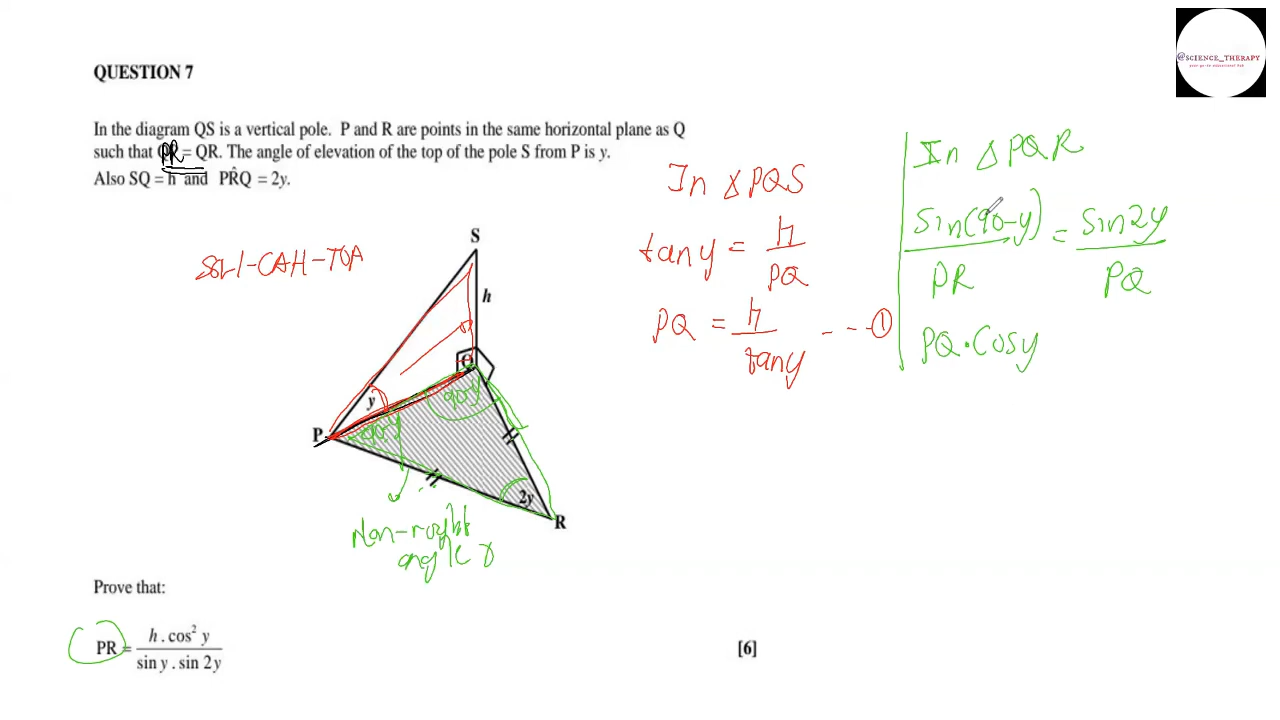 @SCIENCE_THERAPY
QUESTION 7
In the diagram QS is a vertical pole. P and R are points in the same horizontal plane as Q
such that PR = QR. The angle of elevation of the top of the pole S from P is y.
Also SQ = h and PR̂Q = 2y.
SOH-CAH-TOA
S
h
Q
y
P
90-y
90-y
2y
R
Non-right
angle Δ
In Δ PQS
tan y = h / PQ
PQ = h / tan y --- ①
In Δ PQR
sin(90-y) / PR = sin 2y / PQ
PQ · cos y
Prove that:
PR = h . cos² y / sin y . sin 2y
[6]